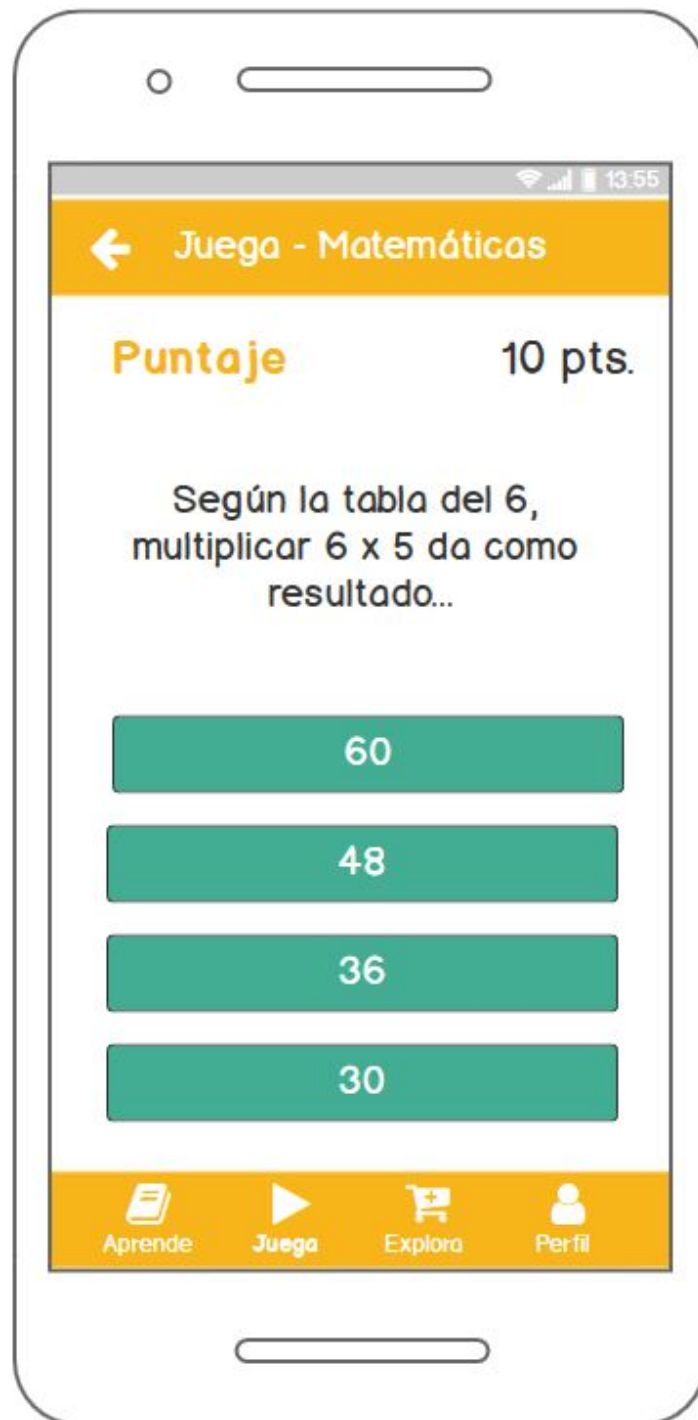 13:55
Juega - Matemáticas
Puntaje 10 pts.
Según la tabla del 6,
multiplicar 6 x 5 da como
resultado...
60
48
36
30
Aprende Juega Explora Perfil